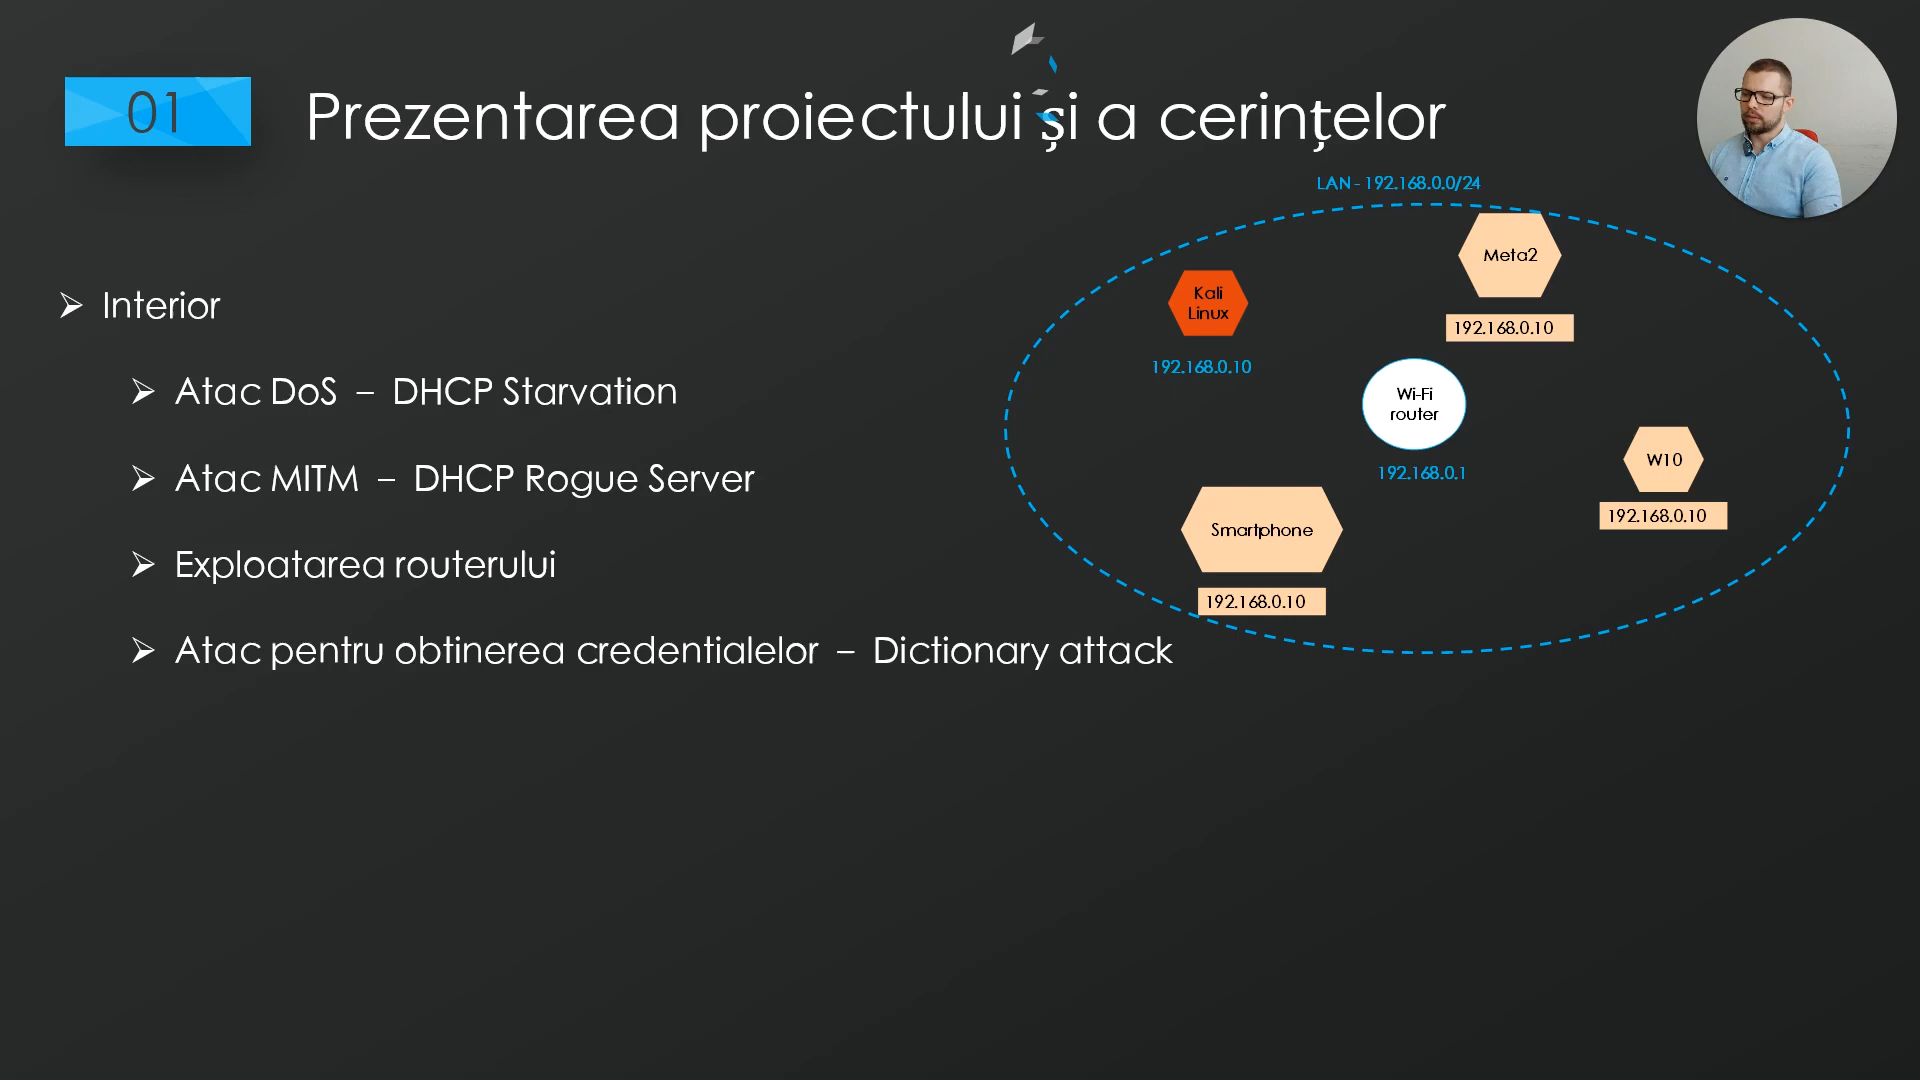 01
Prezentarea proiectului și a cerințelor
LAN - 192.168.0.0/24
Meta2
Kali
Linux
192.168.0.10
192.168.0.10
Wi-Fi
router
192.168.0.1
W10
192.168.0.10
Smartphone
192.168.0.10
➢ Interior
➢ Atac DoS – DHCP Starvation
➢ Atac MITM – DHCP Rogue Server
➢ Exploatarea routerului
➢ Atac pentru obtinerea credentialelor – Dictionary attack